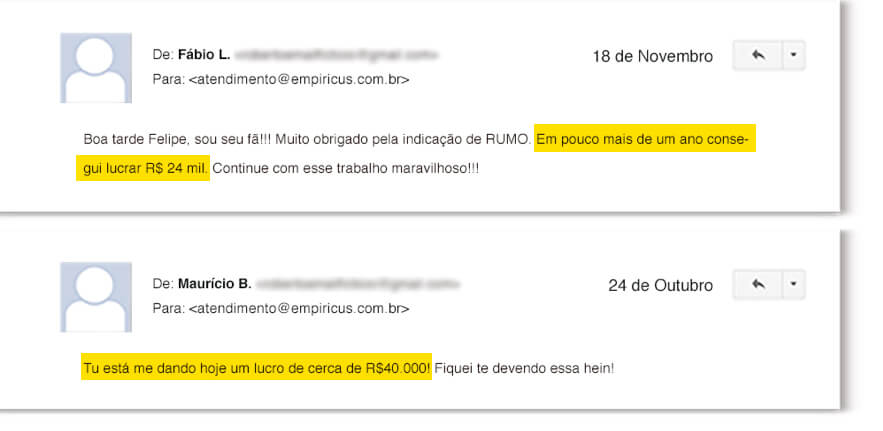 De: Fábio L.
18 de Novembro
Para: <atendimento@empiricus.com.br>
Boa tarde Felipe, sou seu fã!!! Muito obrigado pela indicação de RUMO. Em pouco mais de um ano conse-
gui lucrar R$ 24 mil. Continue com esse trabalho maravilhoso!!!
De: Maurício B.
24 de Outubro
Para: <atendimento@empiricus.com.br>
Tu está me dando hoje um lucro de cerca de R$40.000! Fiquei te devendo essa hein!